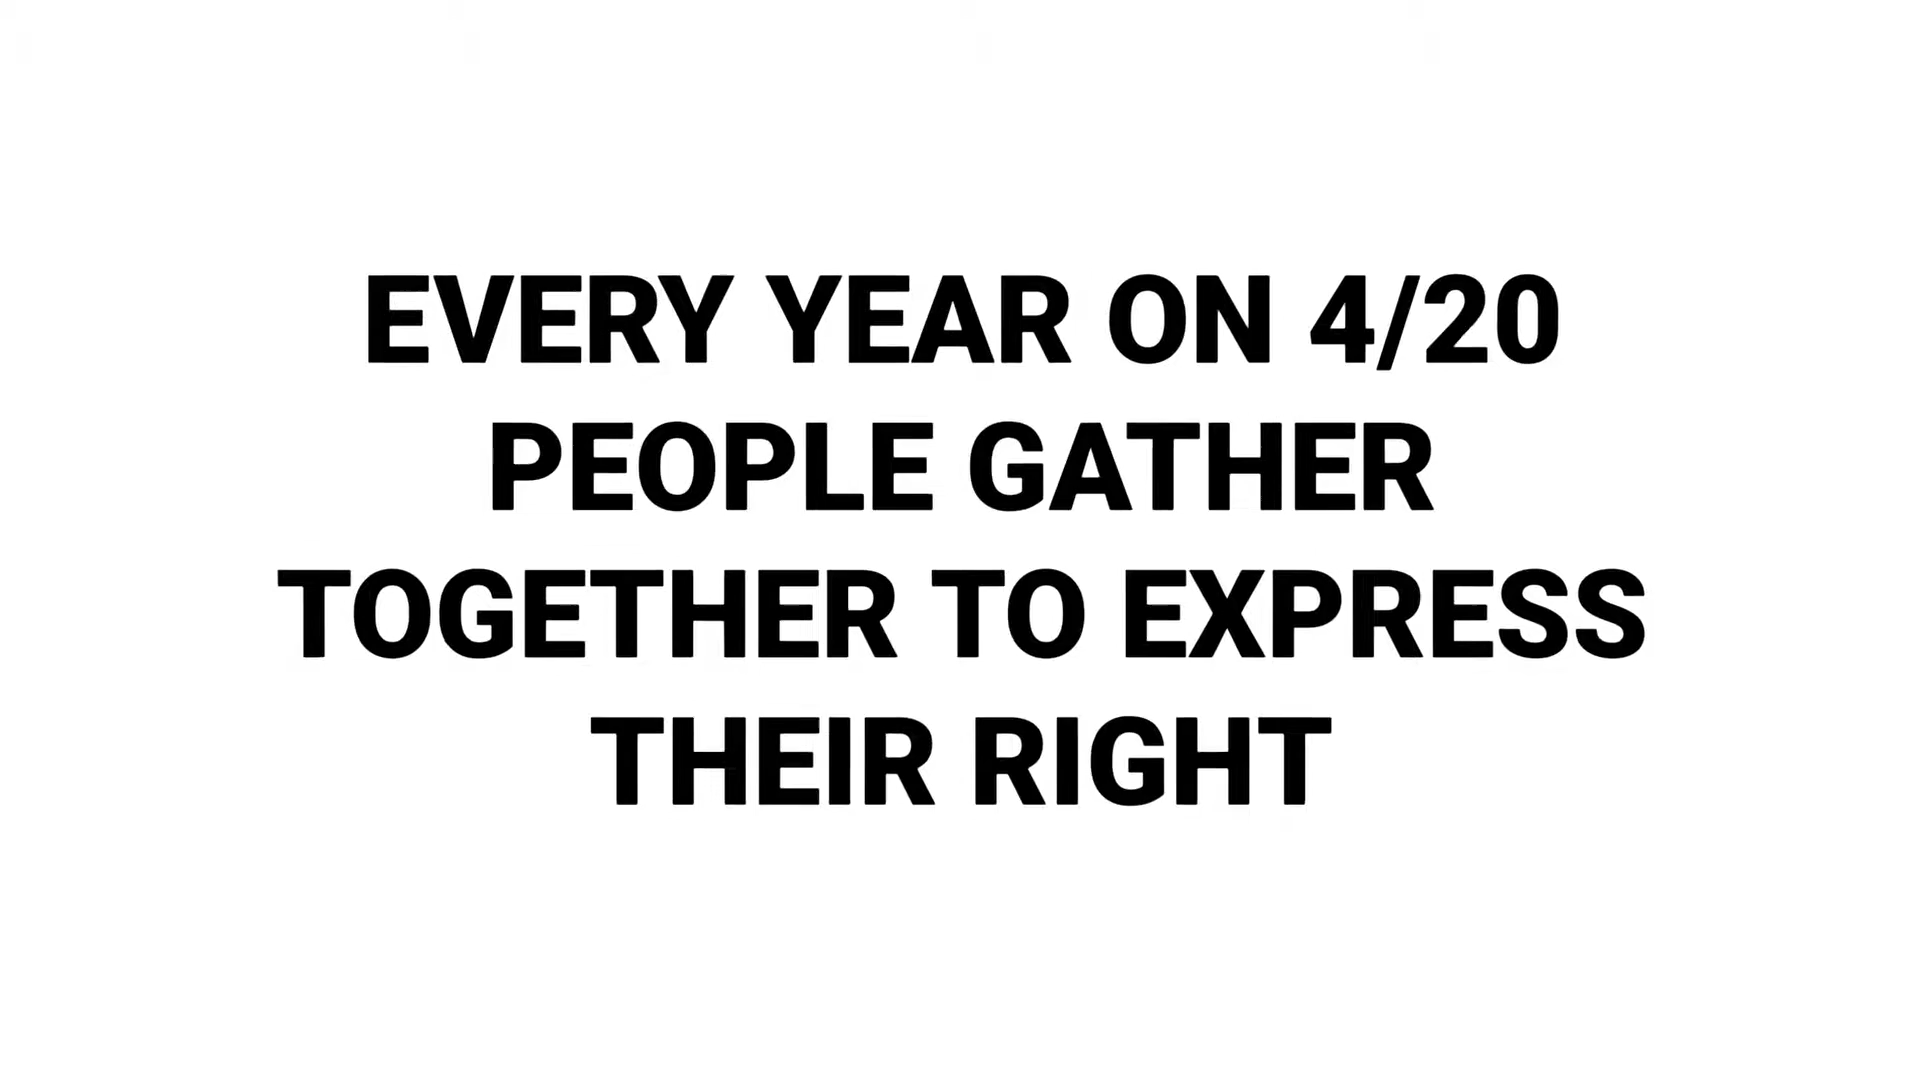 EVERY YEAR ON 4/20
PEOPLE GATHER
TOGETHER TO EXPRESS
THEIR RIGHT